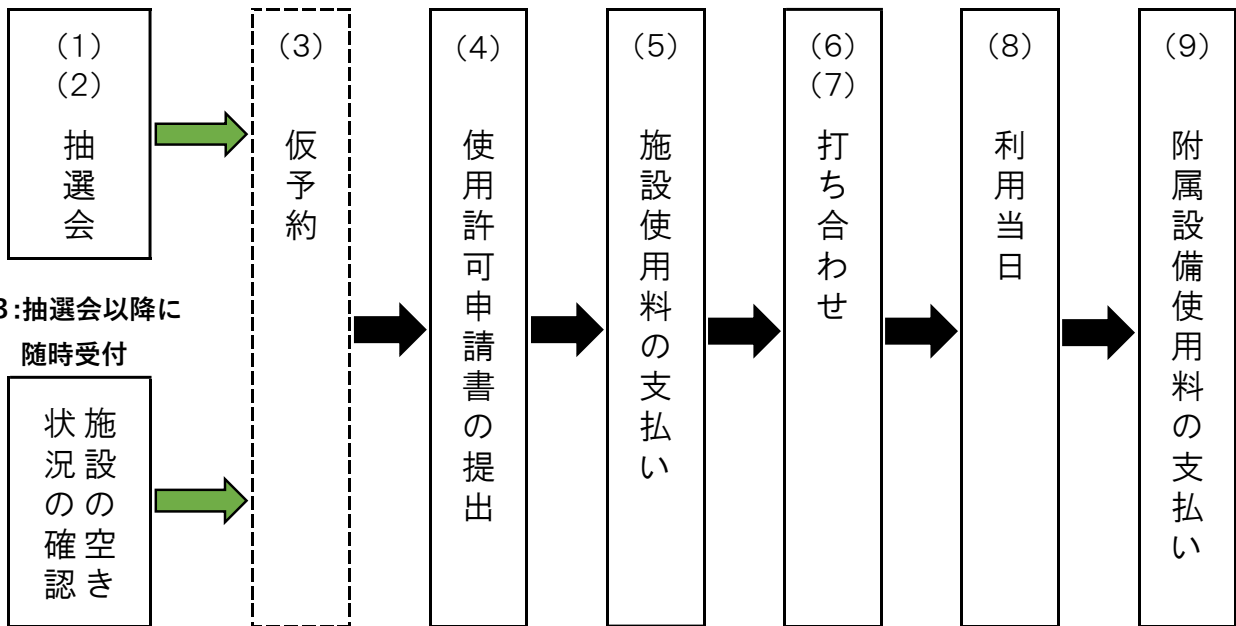 (1)
(2)
抽選会
3:抽選会以降に
随時受付
施設の空き
状況の確認
(3)
仮予約
(4)
使用許可申請書の提出
(5)
施設使用料の支払い
(6)
(7)
打ち合わせ
(8)
利用当日
(9)
附属設備使用料の支払い